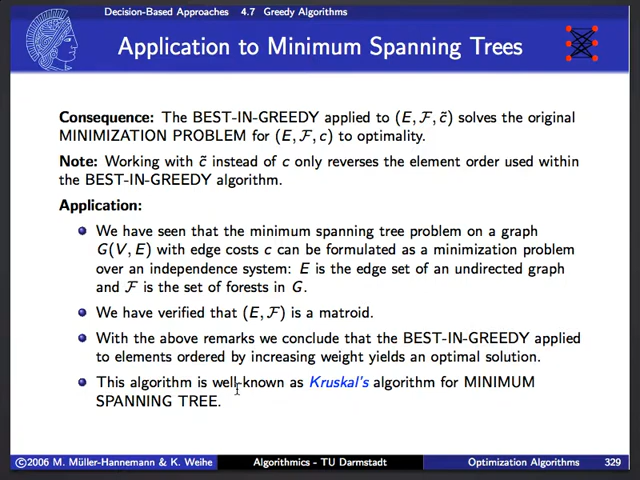 Decision-Based Approaches 4.7 Greedy Algorithms
Application to Minimum Spanning Trees
Consequence: The BEST-IN-GREEDY applied to (E, F, c̃) solves the original
MINIMIZATION PROBLEM for (E, F, c) to optimality.
Note: Working with c̃ instead of c only reverses the element order used within
the BEST-IN-GREEDY algorithm.
Application:
We have seen that the minimum spanning tree problem on a graph
G(V, E) with edge costs c can be formulated as a minimization problem
over an independence system: E is the edge set of an undirected graph
and F is the set of forests in G.
We have verified that (E, F) is a matroid.
With the above remarks we conclude that the BEST-IN-GREEDY applied
to elements ordered by increasing weight yields an optimal solution.
This algorithm is well-known as Kruskal's algorithm for MINIMUM
SPANNING TREE.
©2006 M. Müller-Hannemann & K. Weihe Algorithmics - TU Darmstadt Optimization Algorithms 329